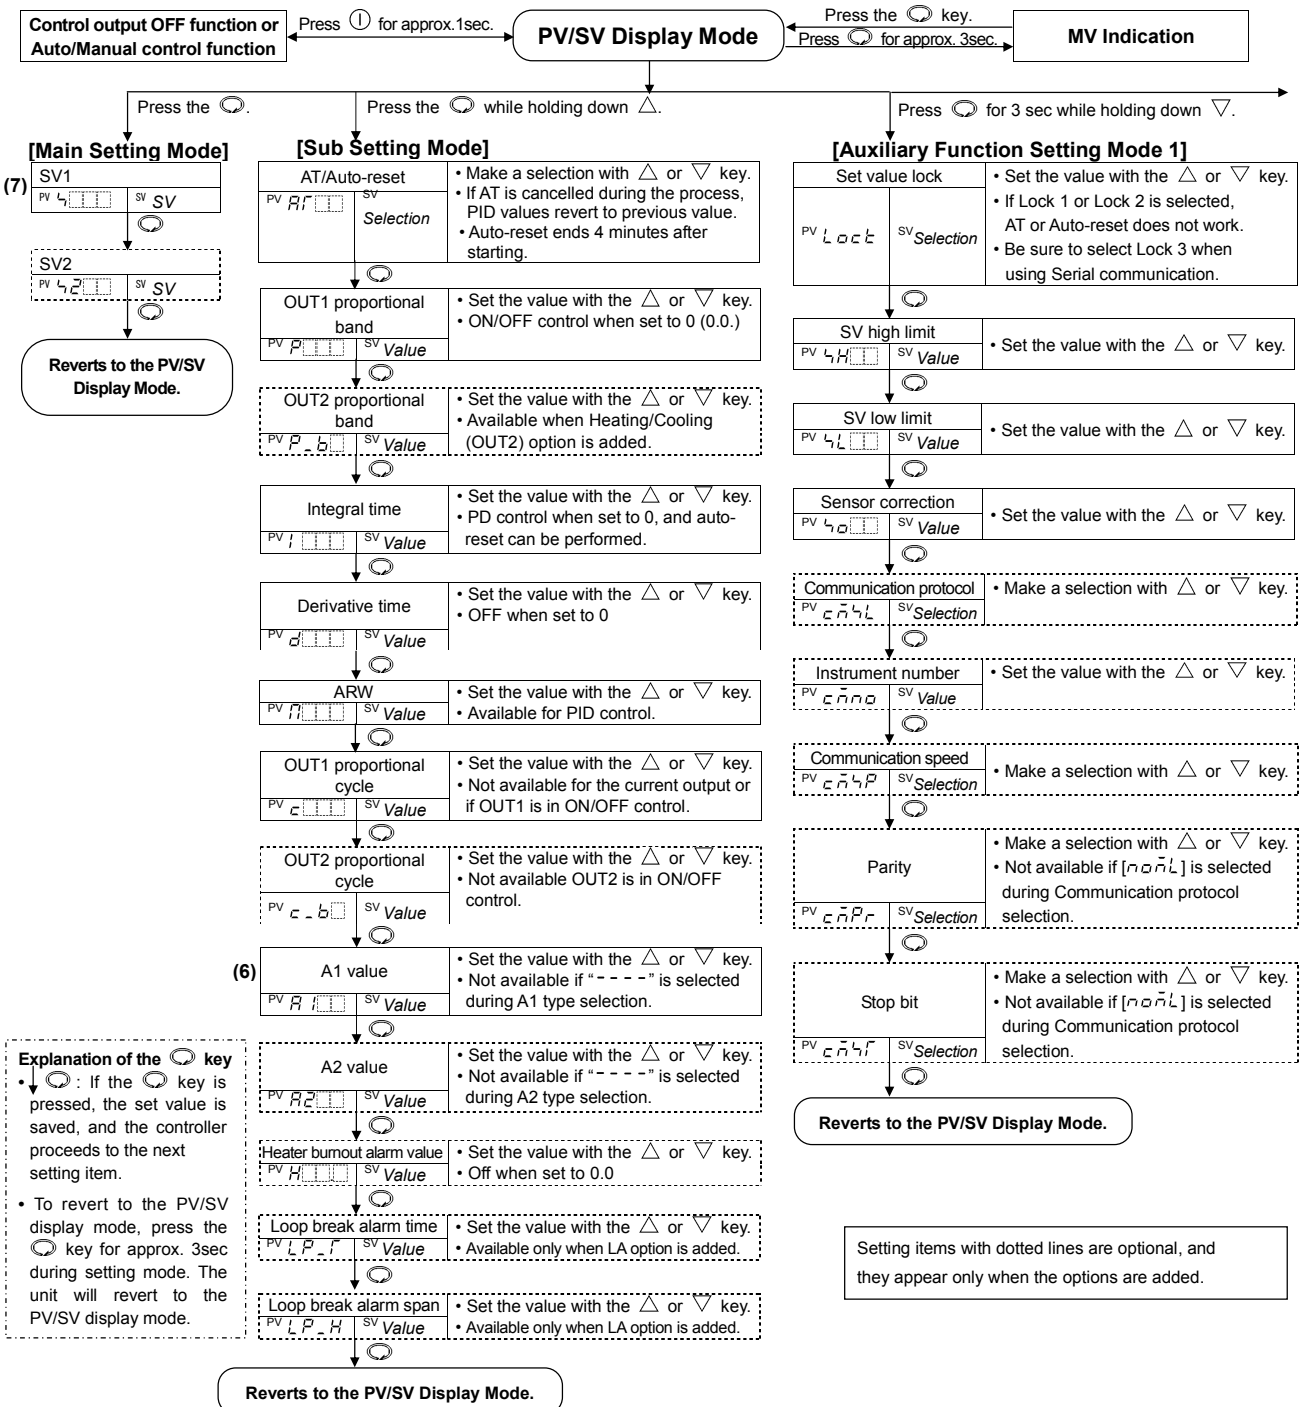 Control output OFF function or
Auto/Manual control function
Press for approx.1sec.
PV/SV Display Mode
Press the key.
Press for approx. 3sec.
MV Indication
Press the .
Press the while holding down △.
Press for 3 sec while holding down ▽.
[Main Setting Mode]
(7)
SV1
PV SV SV
SV2
PV SV SV
Reverts to the PV/SV
Display Mode.
[Sub Setting Mode]
AT/Auto-reset
PV AT SV
Selection
• Make a selection with △ or ▽ key.
• If AT is cancelled during the process,
PID values revert to previous value.
• Auto-reset ends 4 minutes after
starting.
OUT1 proportional
band
PV P SV Value
• Set the value with the △ or ▽ key.
• ON/OFF control when set to 0 (0.0.)
OUT2 proportional
band
PV P_b SV Value
• Set the value with the △ or ▽ key.
• Available when Heating/Cooling
(OUT2) option is added.
Integral time
PV I SV Value
• Set the value with the △ or ▽ key.
• PD control when set to 0, and auto-
reset can be performed.
Derivative time
PV d SV Value
• Set the value with the △ or ▽ key.
• OFF when set to 0
ARW
PV SV Value
• Set the value with the △ or ▽ key.
• Available for PID control.
OUT1 proportional
cycle
PV c SV Value
• Set the value with the △ or ▽ key.
• Not available for the current output or
if OUT1 is in ON/OFF control.
OUT2 proportional
cycle
PV c_b SV Value
• Set the value with the △ or ▽ key.
• Not available OUT2 is in ON/OFF
control.
(6)
A1 value
PV A1 SV Value
• Set the value with the △ or ▽ key.
• Not available if “- - - -” is selected
during A1 type selection.
A2 value
PV A2 SV Value
• Set the value with the △ or ▽ key.
• Not available if “- - - -” is selected
during A2 type selection.
Heater burnout alarm value
PV H SV Value
• Set the value with the △ or ▽ key.
• Off when set to 0.0
Loop break alarm time
PV LP_T SV Value
• Set the value with the △ or ▽ key.
• Available only when LA option is added.
Loop break alarm span
PV LP_H SV Value
• Set the value with the △ or ▽ key.
• Available only when LA option is added.
Reverts to the PV/SV Display Mode.
[Auxiliary Function Setting Mode 1]
Set value lock
PV Lock SV Selection
• Set the value with the △ or ▽ key.
• If Lock 1 or Lock 2 is selected,
AT or Auto-reset does not work.
• Be sure to select Lock 3 when
using Serial communication.
SV high limit
PV SV Value
• Set the value with the △ or ▽ key.
SV low limit
PV SV Value
• Set the value with the △ or ▽ key.
Sensor correction
PV SV Value
• Set the value with the △ or ▽ key.
Communication protocol
PV SV Selection
• Make a selection with △ or ▽ key.
Instrument number
PV SV Value
• Set the value with the △ or ▽ key.
Communication speed
PV SV Selection
• Make a selection with △ or ▽ key.
Parity
PV SV Selection
• Make a selection with △ or ▽ key.
• Not available if [ ] is selected
during Communication protocol
selection.
Stop bit
PV SV Selection
• Make a selection with △ or ▽ key.
• Not available if [ ] is selected
during Communication protocol
selection.
Reverts to the PV/SV Display Mode.
Explanation of the key
• : If the key is
pressed, the set value is
saved, and the controller
proceeds to the next
setting item.
• To revert to the PV/SV
display mode, press the
key for approx. 3sec
during setting mode. The
unit will revert to the
PV/SV display mode.
Setting items with dotted lines are optional, and
they appear only when the options are added.